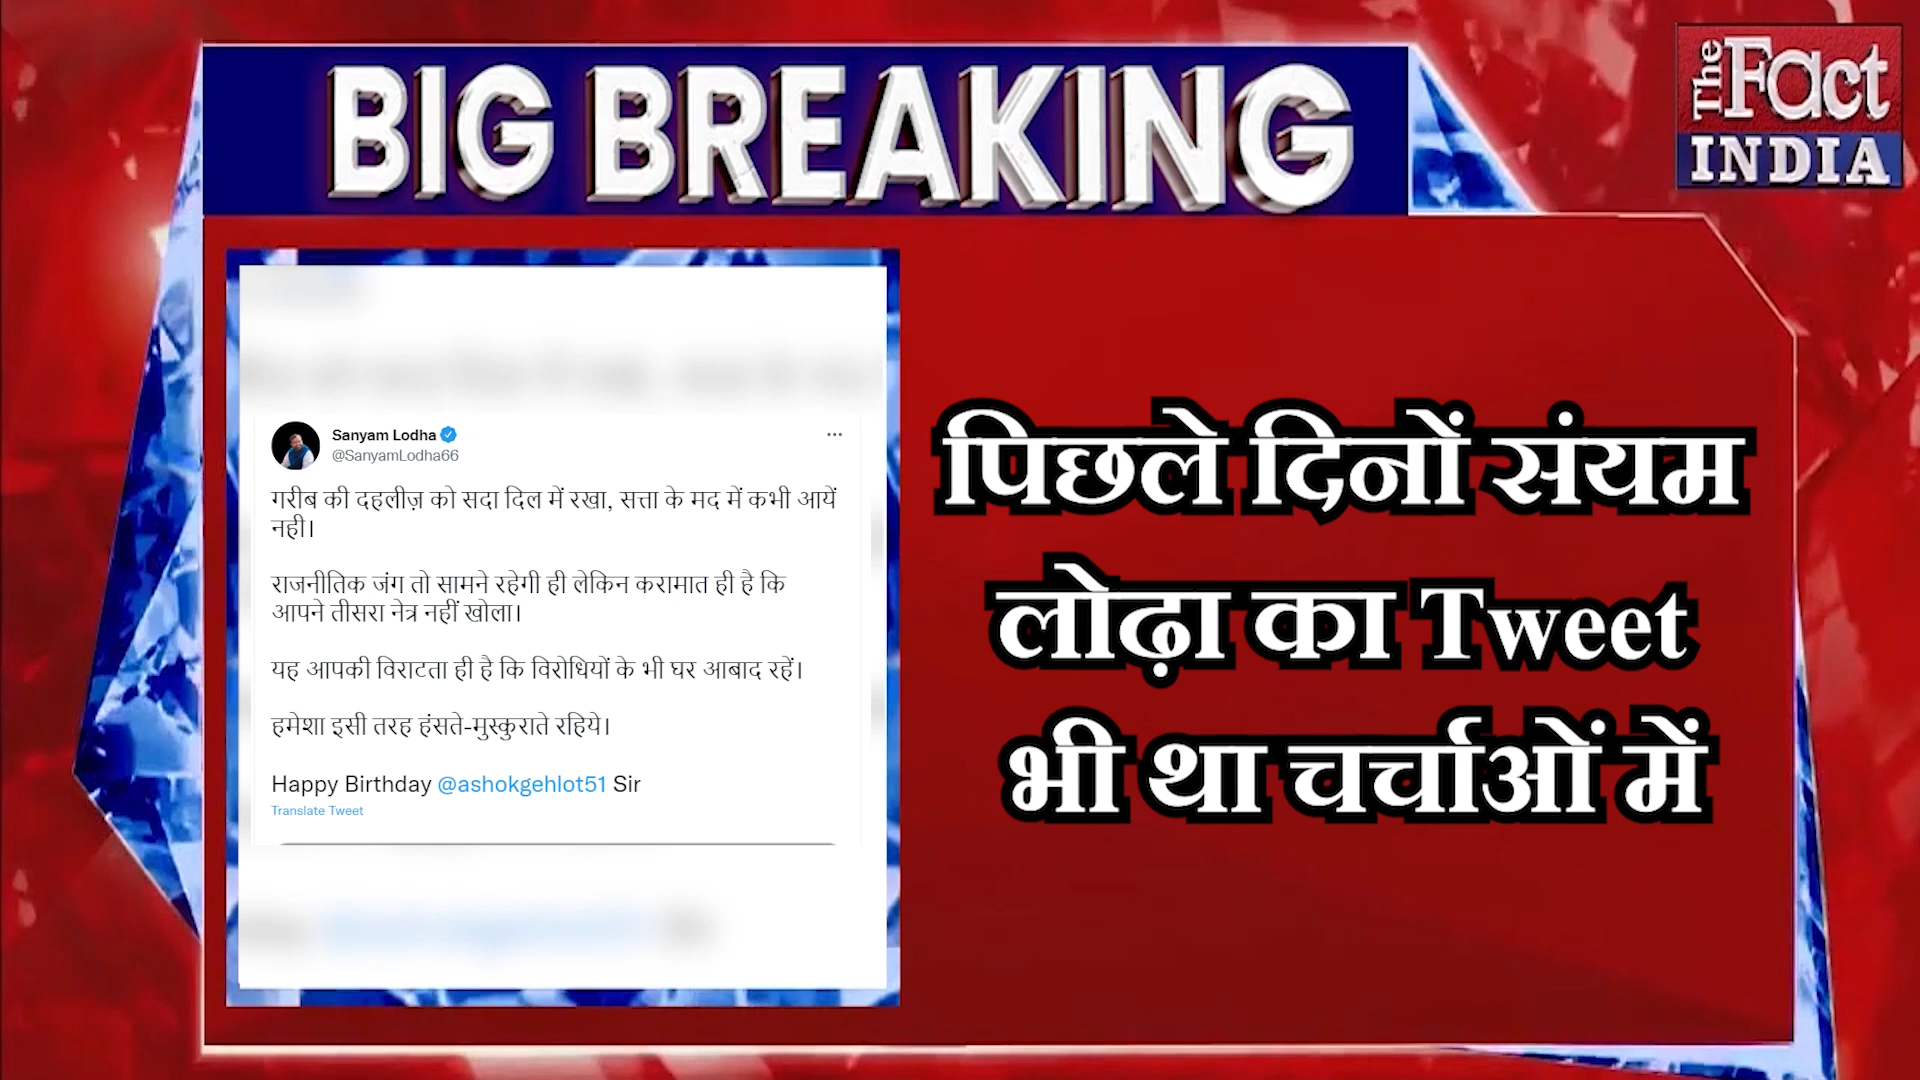 BIG BREAKING
The Fact
INDIA
Sanyam Lodha
@SanyamLodha66
गरीब की दहलीज़ को सदा दिल में रखा, सत्ता के मद में कभी आयें
नही।
राजनीतिक जंग तो सामने रहेगी ही लेकिन करामात ही है कि
आपने तीसरा नेत्र नहीं खोला।
यह आपकी विराटता ही है कि विरोधियों के भी घर आबाद रहें।
हमेशा इसी तरह हंसते-मुस्कुराते रहिये।
Happy Birthday @ashokgehlot51 Sir
Translate Tweet
पिछले दिनों संयम
लोढ़ा का Tweet
भी था चर्चाओं में